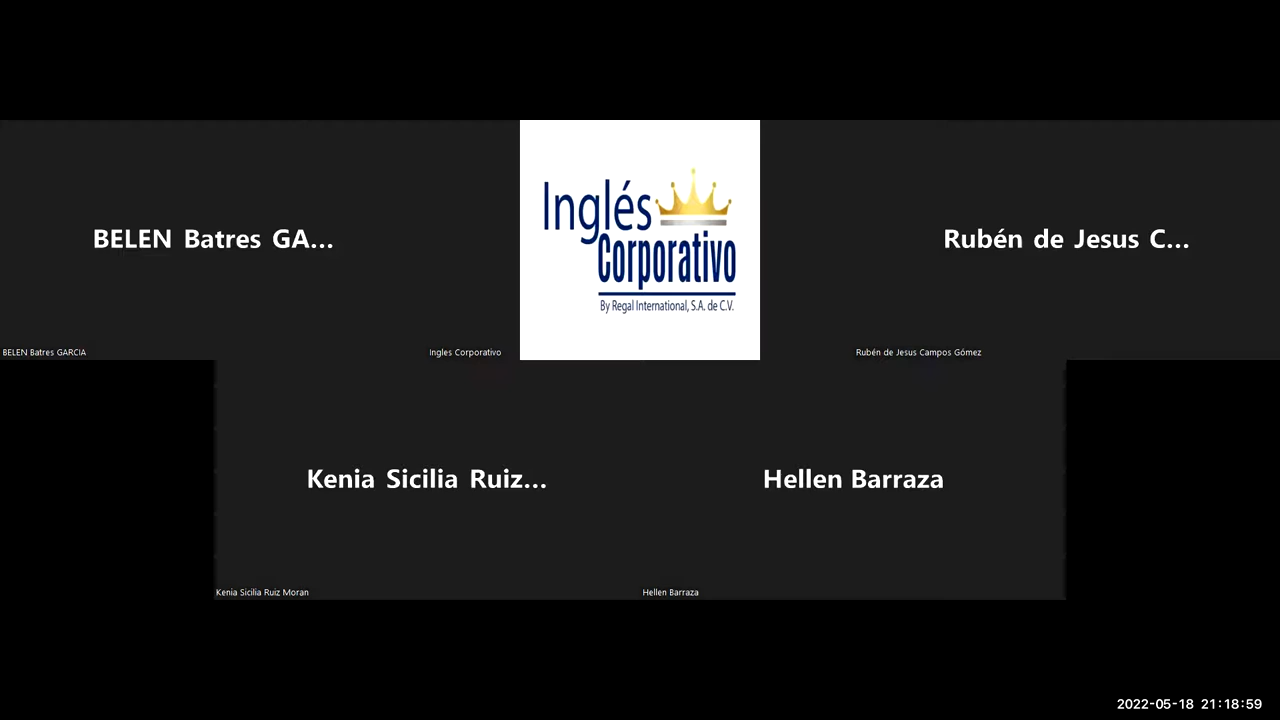 BELEN Batres GA...
Inglés
Corporativo
By Regal International, S.A. de C.V.
Rubén de Jesus C...
BELEN Batres GARCIA
Ingles Corporativo
Rubén de Jesus Campos Gómez
Kenia Sicilia Ruiz...
Hellen Barraza
Kenia Sicilia Ruiz Moran
Hellen Barraza
2022-05-18 21:18:59